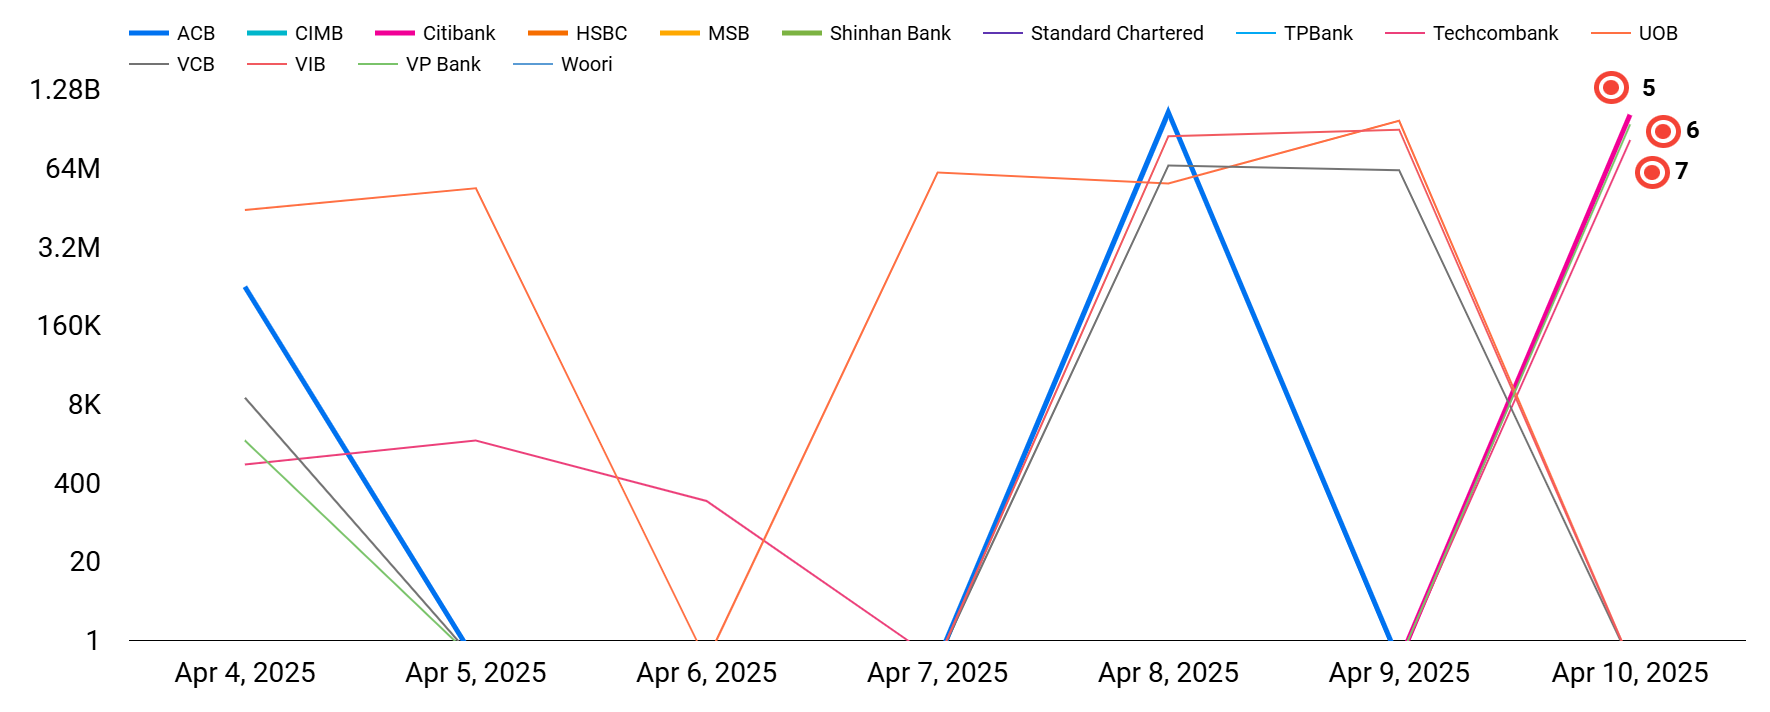 ACB CIMB Citibank HSBC MSB Shinhan Bank Standard Chartered TPBank Techcombank UOB
VCB VIB VP Bank Woori
1.28B
64M
3.2M
160K
8K
400
20
1
5
6
7
Apr 4, 2025 Apr 5, 2025 Apr 6, 2025 Apr 7, 2025 Apr 8, 2025 Apr 9, 2025 Apr 10, 2025